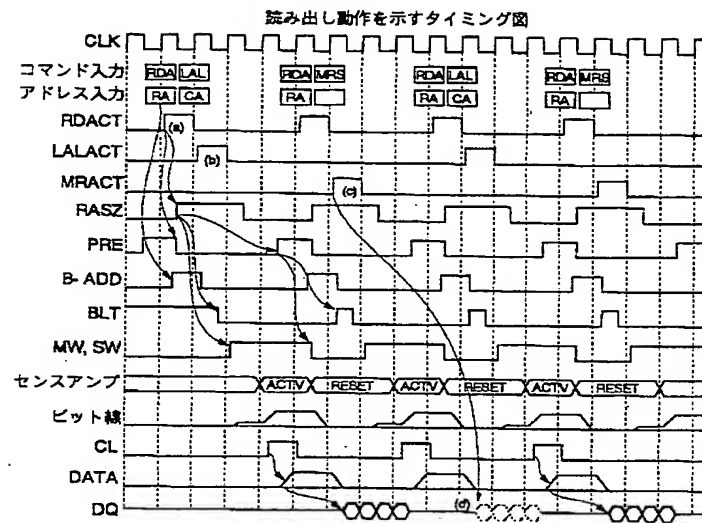 読み出し動作を示すタイミング図
CLK
コマンド入力 RDA LAL RDA MRS RDA LAL RDA MRS
アドレス入力 RA CA RA RA CA RA
RDACT (a)
LALACT (b)
MRACT (c)
RASZ
PRE
B-ADD
BLT
MW, SW
センスアンプ ACTIV RESET ACTIV RESET ACTIV RESET
ビット線
CL
DATA
DQ (d)